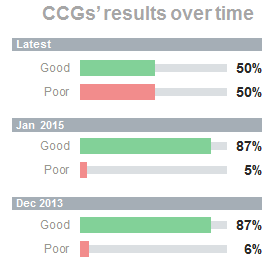 CCGs' results over time
Latest
Good 50%
Poor 50%
Jan 2015
Good 87%
Poor 5%
Dec 2013
Good 87%
Poor 6%